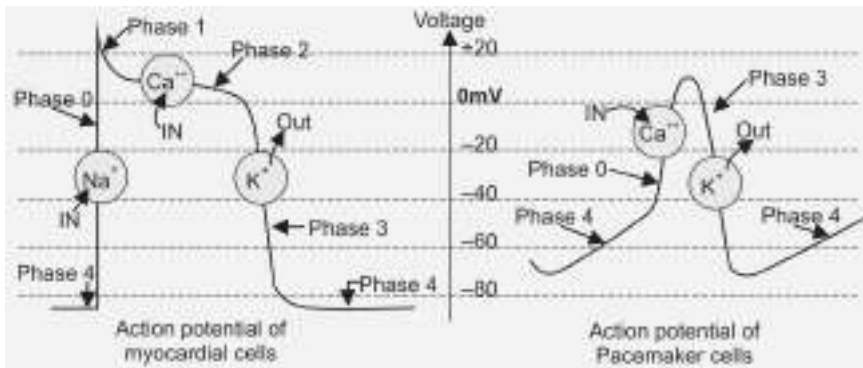 Phase 1
Phase 2
Ca++
Phase 0
IN
Out
Na+
K+
IN
Phase 3
Phase 4
Phase 4
Action potential of
myocardial cells
Voltage
+20
0mV
−20
−40
−60
−80
Phase 3
IN
Ca++
Out
Phase 0
K+
Phase 4
Phase 4
Action potential of
Pacemaker cells